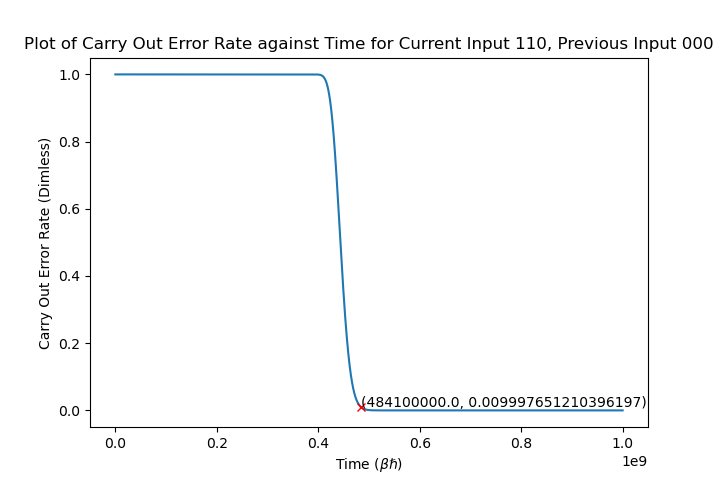 Plot of Carry Out Error Rate against Time for Current Input 110, Previous Input 000
Carry Out Error Rate (Dimless)
1.0
0.8
0.6
0.4
0.2
0.0
(484100000.0, 0.009997651210396197)
0.0 0.2 0.4 0.6 0.8 1.0
1e9
Time (βħ)